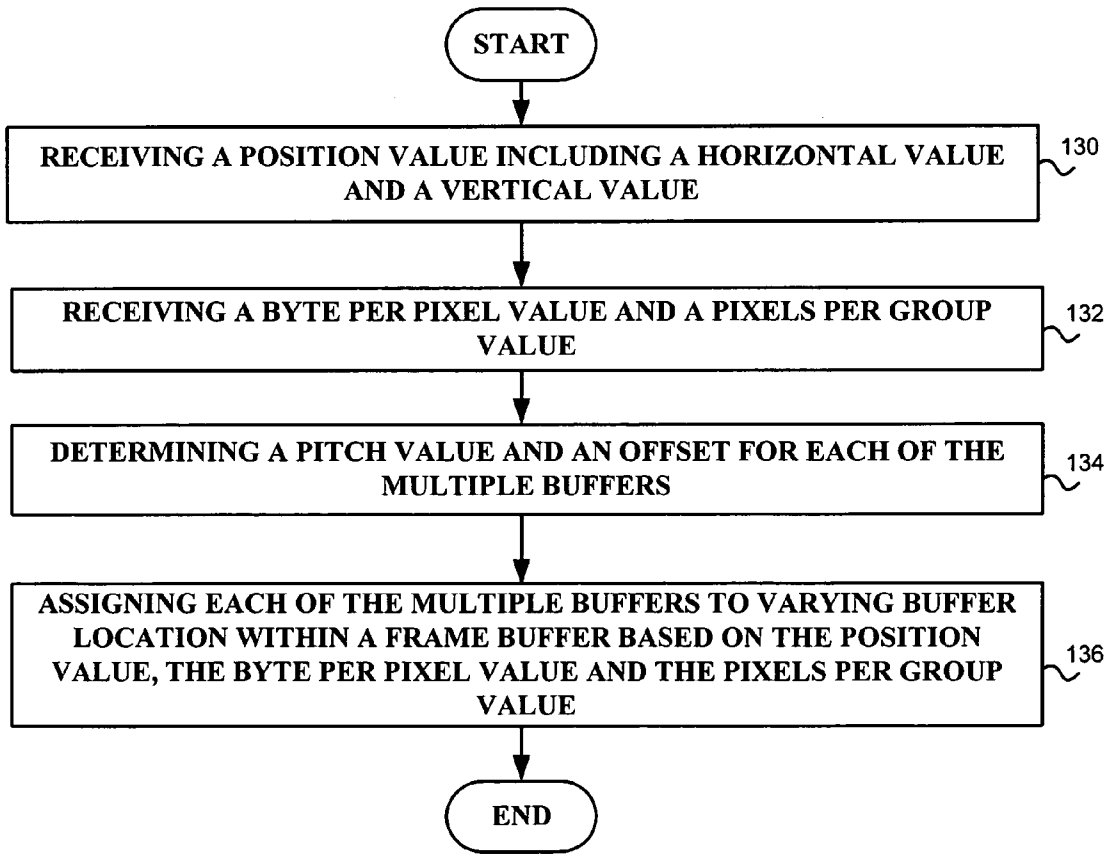 START
RECEIVING A POSITION VALUE INCLUDING A HORIZONTAL VALUE
AND A VERTICAL VALUE
130
RECEIVING A BYTE PER PIXEL VALUE AND A PIXELS PER GROUP
VALUE
132
DETERMINING A PITCH VALUE AND AN OFFSET FOR EACH OF THE
MULTIPLE BUFFERS
134
ASSIGNING EACH OF THE MULTIPLE BUFFERS TO VARYING BUFFER
LOCATION WITHIN A FRAME BUFFER BASED ON THE POSITION
VALUE, THE BYTE PER PIXEL VALUE AND THE PIXELS PER GROUP
VALUE
136
END